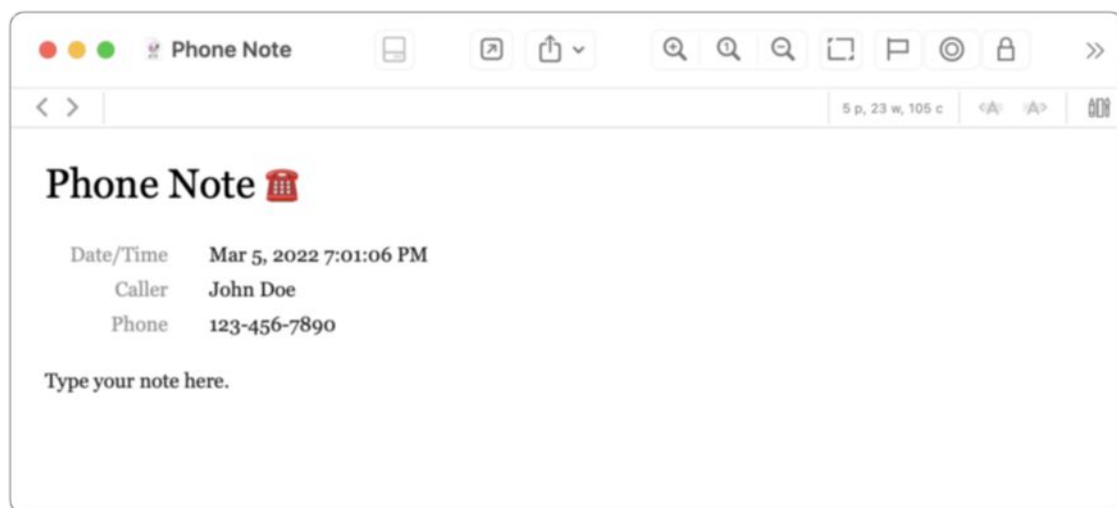 Phone Note
5 p, 23 w, 105 c
A
A
Phone Note ☎️
Date/Time Mar 5, 2022 7:01:06 PM
Caller John Doe
Phone 123-456-7890
Type your note here.